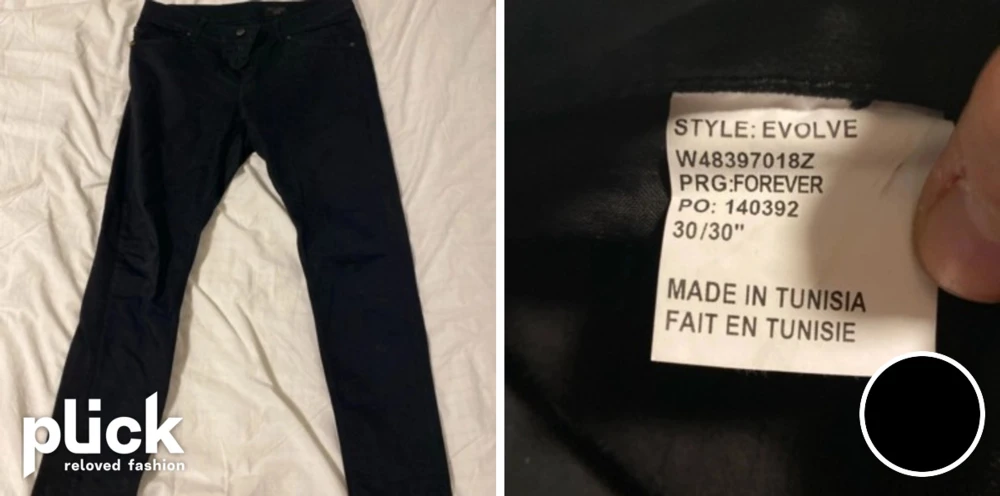 plick
reloved fashion
STYLE: EVOLVE
W48397018Z
PRG:FOREVER
PO: 140392
30/30"
MADE IN TUNISIA
FAIT EN TUNISIE